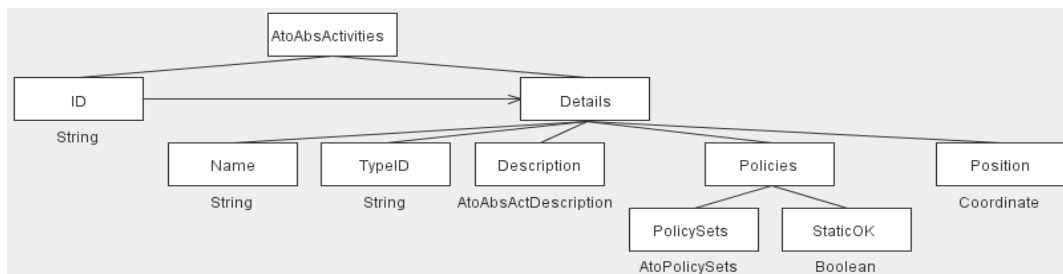 AtoAbsActivities
ID
Details
String
Name
TypeID
Description
Policies
Position
String
String
AtoAbsActDescription
Coordinate
PolicySets
StaticOK
AtoPolicySets
Boolean